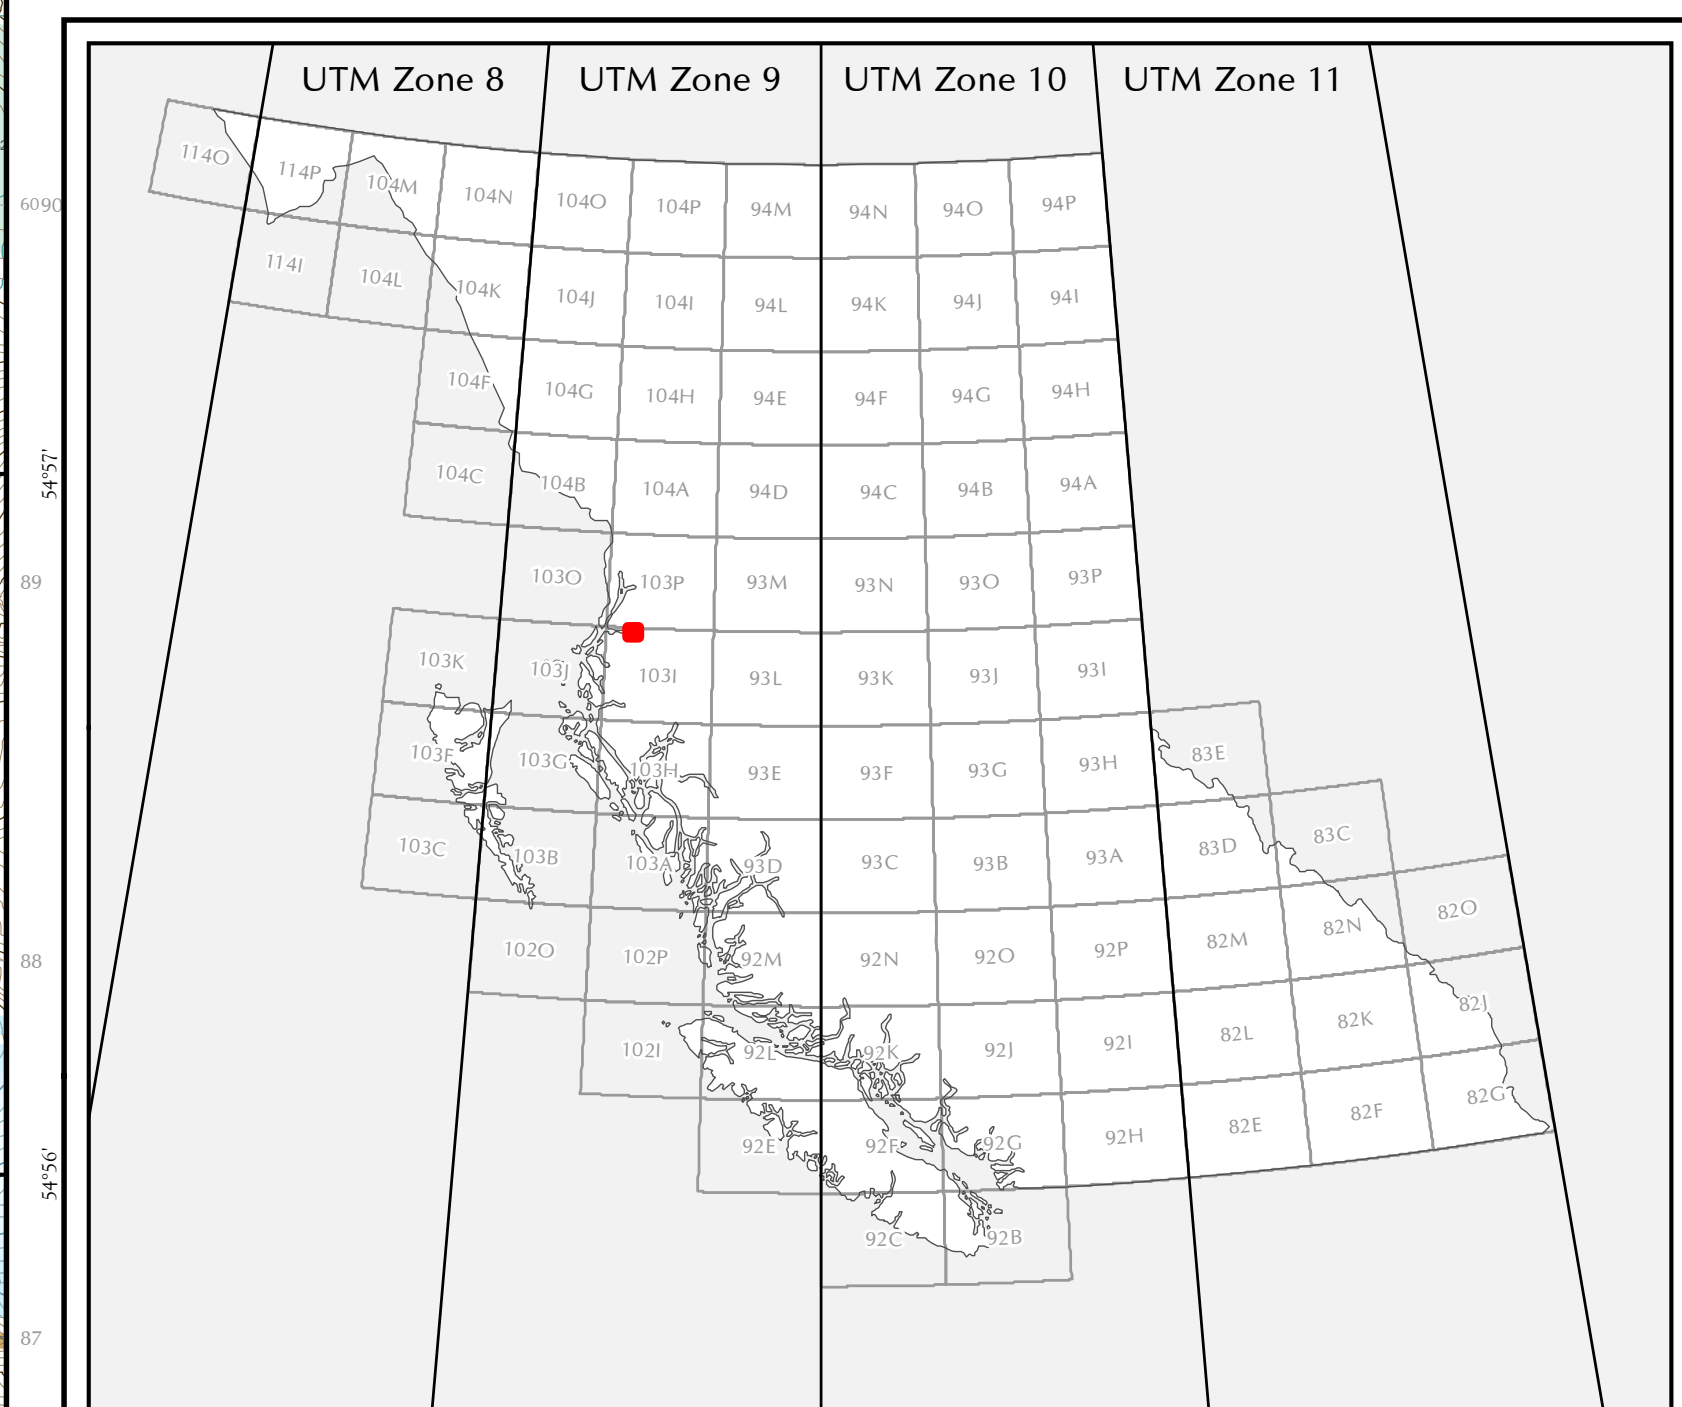 UTM Zone 8 UTM Zone 9 UTM Zone 10 UTM Zone 11
114O 114P 104M 104N 104O 104P 94M 94N 94O 94P
6090
114I 104L 104K 104J 104I 94L 94K 94J 94I
104F 104G 104H 94E 94F 94G 94H
54°57'
104C 104B 104A 94D 94C 94B 94A
89
103O 103P 93M 93N 93O 93P
103K 103J 103I 93L 93K 93J 93I
103F 103G 103H 93E 93F 93G 93H 83E
103C 103B 103A 93D 93C 93B 93A 83D 83C
88
102O 102P 92M 92N 92O 92P 82M 82N 82O
102I 92L 92K 92J 92I 82L 82K 82J
54°56'
92E 92F 92G 92H 82E 82F 82G
92C 92B
87